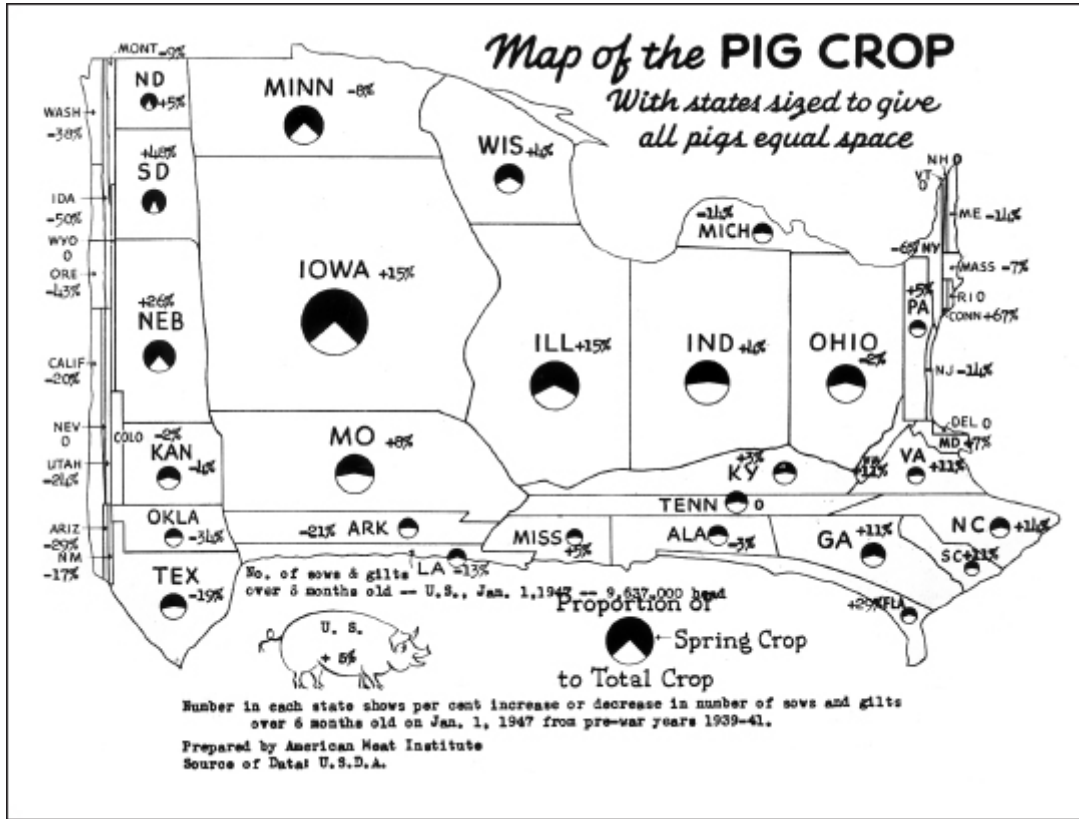 Map of the PIG CROP
With states sized to give
all pigs equal space
MONT -9%
ND
+5%
MINN -8%
WASH
-38%
WIS +4%
NH 0
VT
0
+48%
SD
IDA
-50%
-14%
MICH
ME -14%
WYO
0
ORE
-43%
IOWA +15%
-6% NY
MASS -7%
+5%
PA
RI 0
CONN +67%
+26%
NEB
ILL +15%
IND +4%
OHIO
-2%
CALIF
-20%
NJ -14%
NEV
0
COLO -2%
KAN
-4%
MO +8%
DEL 0
MD +7%
UTAH
-24%
+3%
KY
+11%
VA
+11%
TENN 0
OKLA
-34%
ARIZ
-29%
-21% ARK
MISS
+5%
ALA
-3%
+11%
GA
NC
+14%
SC +11%
NM
-17%
TEX
-19%
LA -13%
+29% FLA
No. of sows & gilts
over 6 months old -- U.S., Jan. 1, 1947 -- 9,637,000 head
U. S.
+ 5%
Proportion of
Spring Crop
to Total Crop
Number in each state shows per cent increase or decrease in number of sows and gilts
over 6 months old on Jan. 1, 1947 from pre-war years 1939-41.
Prepared by American Meat Institute
Source of Data: U.S.D.A.